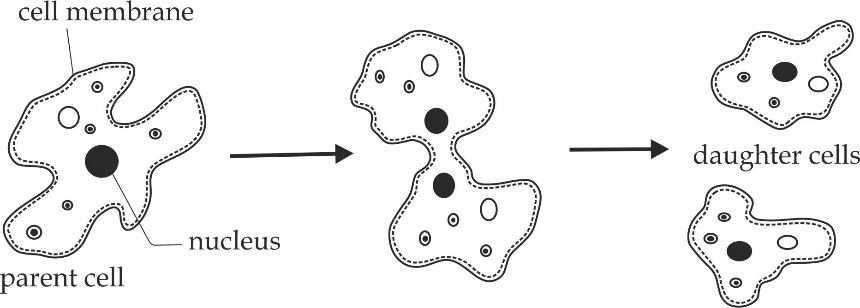 cell membrane
nucleus
parent cell
daughter cells